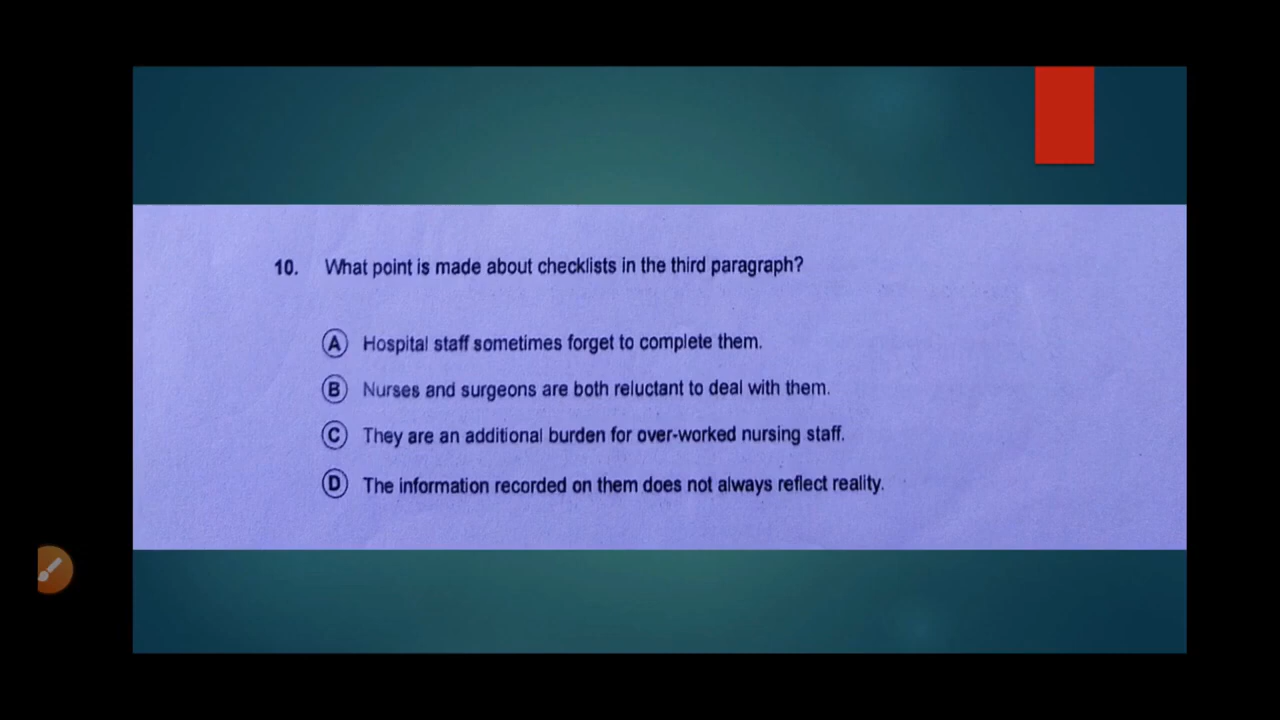 10. What point is made about checklists in the third paragraph?
A Hospital staff sometimes forget to complete them.
B Nurses and surgeons are both reluctant to deal with them.
C They are an additional burden for over-worked nursing staff.
D The information recorded on them does not always reflect reality.